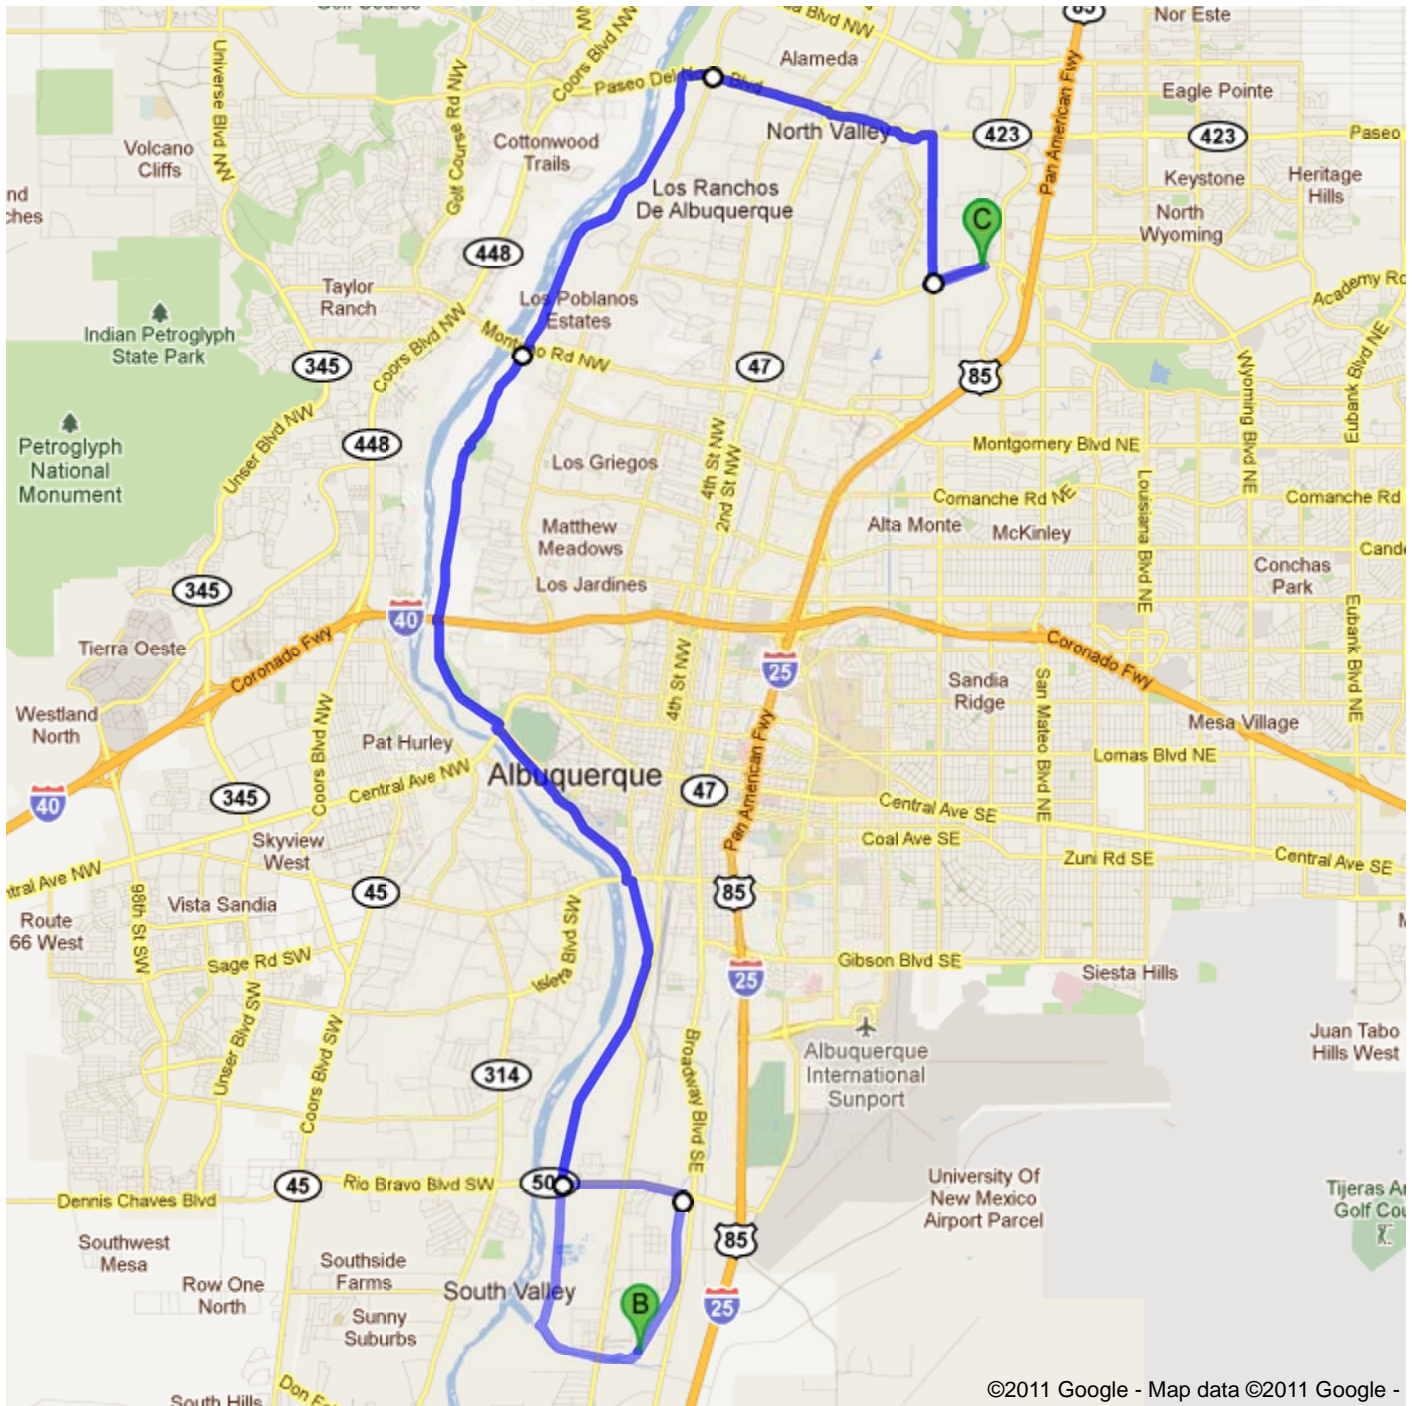 85
Nor Este
Blvd NW
Alameda
Universe Blvd NW
Golf Course Rd NW
Coors Blvd NW
Pan American Fwy
Eagle Pointe
Paseo Del
Blvd
North Valley
423
423
Paseo
Volcano
Cliffs
Cottonwood
Trails
Los Ranchos
De Albuquerque
Keystone
Heritage
Hills
North
Wyoming
C
448
Taylor
Ranch
Los Poblanos
Estates
Academy
Indian Petroglyph
State Park
345
Coors Blvd NW
Rd NW
47
85
Wyoming Blvd NE
Eubank Blvd NE
Unser Blvd NW
448
4th St NW
2nd St NW
Montgomery Blvd NE
Petroglyph
National
Monument
Los Griegos
Louisiana Blvd NE
Comanche Rd NE
Comanche Rd
Matthew
Meadows
Alta Monte
McKinley
Los Jardines
Conchas
Park
345
40
Tierra Oeste
Coronado Fwy
Coronado Fwy
25
4th St NW
Sandia
Ridge
San Mateo Blvd NE
Eubank Blvd NE
Westland
North
Pat Hurley
Coors Blvd NW
Mesa Village
Lomas Blvd NE
Albuquerque
Central Ave NW
Pan American Fwy
40
345
47
Central Ave SE
Skyview
West
Coal Ave SE
Zuni Rd SE
Central Ave SE
Ave NW
45
85
98th St SW
Vista Sandia
Route
66 West
Isleta Blvd SW
Sage Rd SW
Gibson Blvd SE
Siesta Hills
25
Unser Blvd SW
Coors Blvd SW
Broadway Blvd SE
Albuquerque
International
Sunport
Juan Tabo
Hills West
314
Rio Bravo Blvd SW
50
45
Dennis Chaves Blvd
University Of
New Mexico
Airport Parcel
Tijeras
Southwest
Mesa
85
Southside
Farms
South Valley
Row One
North
B
25
Sunny
Suburbs
Don
South Hills
©2011 Google - Map data ©2011 Google -